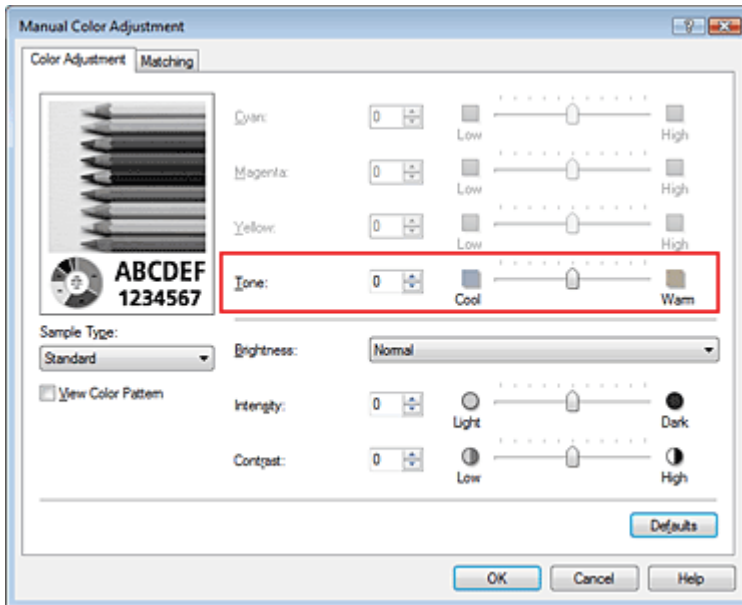 Manual Color Adjustment
Color Adjustment Matching
Cyan: 0 Low High
Magenta: 0 Low High
Yellow: 0 Low High
ABCDEF
1234567
Tone: 0 Cool Warm
Sample Type:
Standard
Brightness: Normal
View Color Pattern
Intensity: 0 Light Dark
Contrast: 0 Low High
Defaults
OK Cancel Help